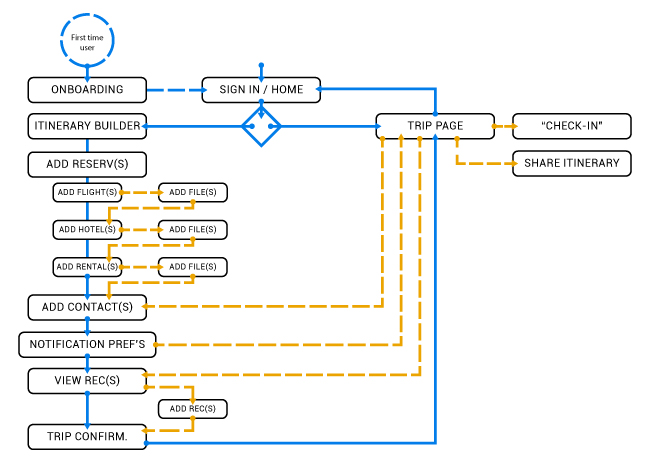 First time
user
ONBOARDING
SIGN IN / HOME
ITINERARY BUILDER
TRIP PAGE
“CHECK-IN”
ADD RESERV(S)
SHARE ITINERARY
ADD FLIGHT(S)
ADD FILE(S)
ADD HOTEL(S)
ADD FILE(S)
ADD RENTAL(S)
ADD FILE(S)
ADD CONTACT(S)
NOTIFICATION PREF'S
VIEW REC(S)
ADD REC(S)
TRIP CONFIRM.